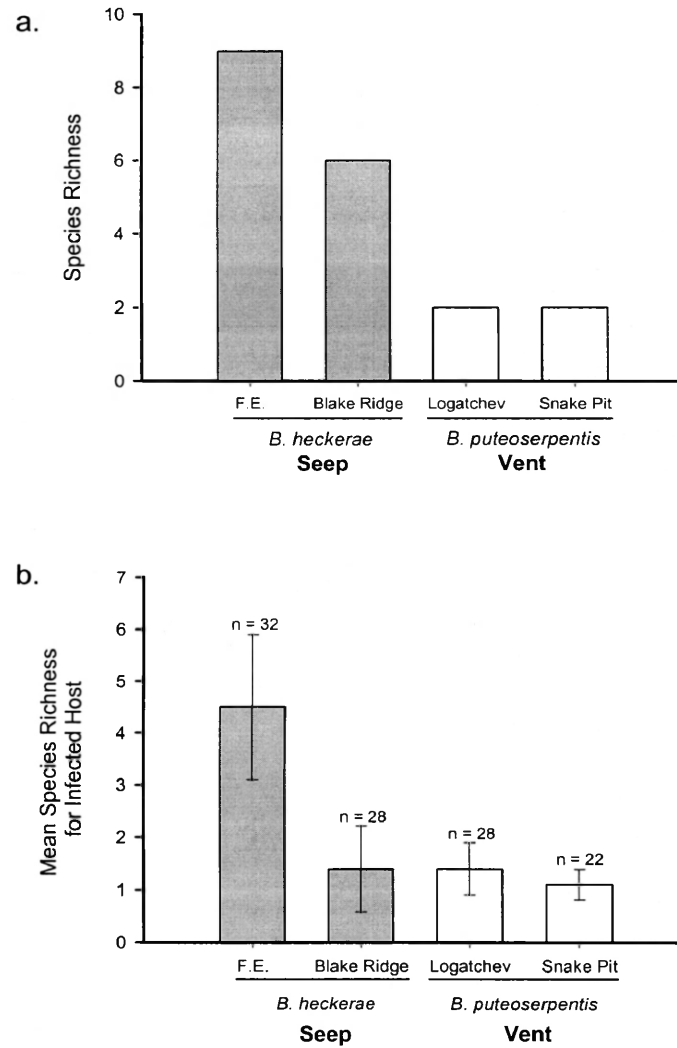 a.
Species Richness
10
8
6
4
2
0
F.E. Blake Ridge Logatchev Snake Pit
B. heckerae B. puteoserpentis
Seep Vent
b.
Mean Species Richness
for Infected Host
7
6
5
4
3
2
1
0
n = 32
n = 28
n = 28
n = 22
F.E. Blake Ridge Logatchev Snake Pit
B. heckerae B. puteoserpentis
Seep Vent